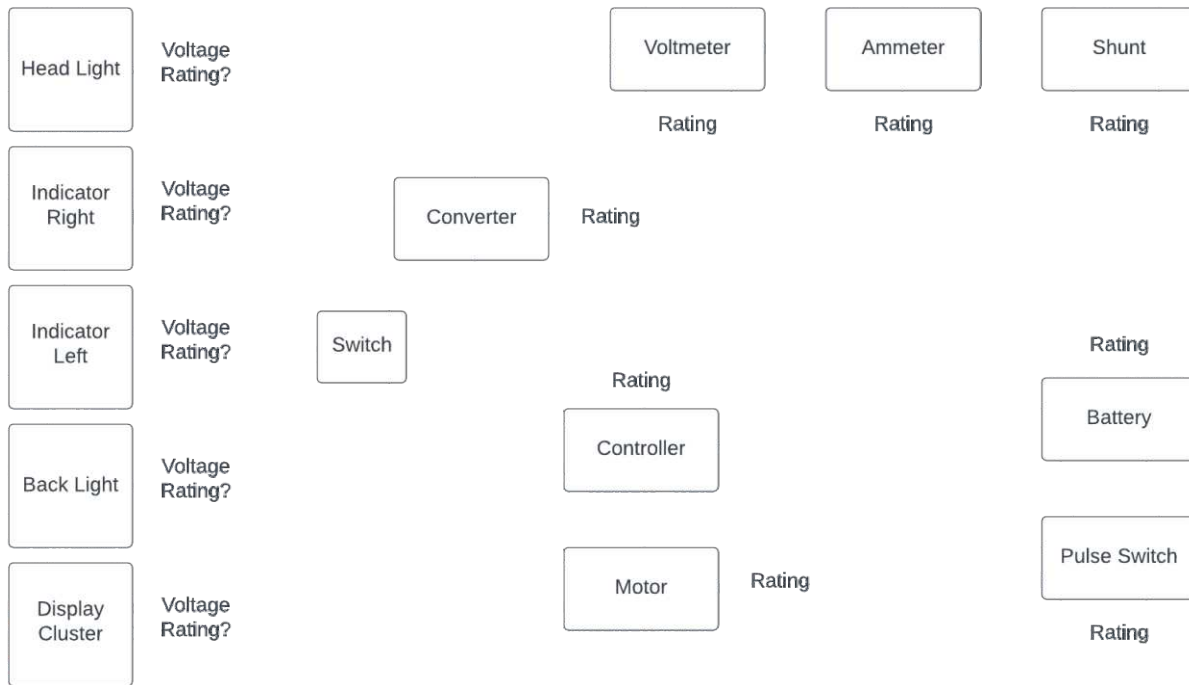 Head Light
Voltage
Rating?
Voltmeter
Ammeter
Shunt
Rating
Rating
Rating
Indicator
Right
Voltage
Rating?
Converter
Rating
Indicator
Left
Voltage
Rating?
Switch
Rating
Rating
Battery
Controller
Back Light
Voltage
Rating?
Pulse Switch
Motor
Rating
Display
Cluster
Voltage
Rating?
Rating